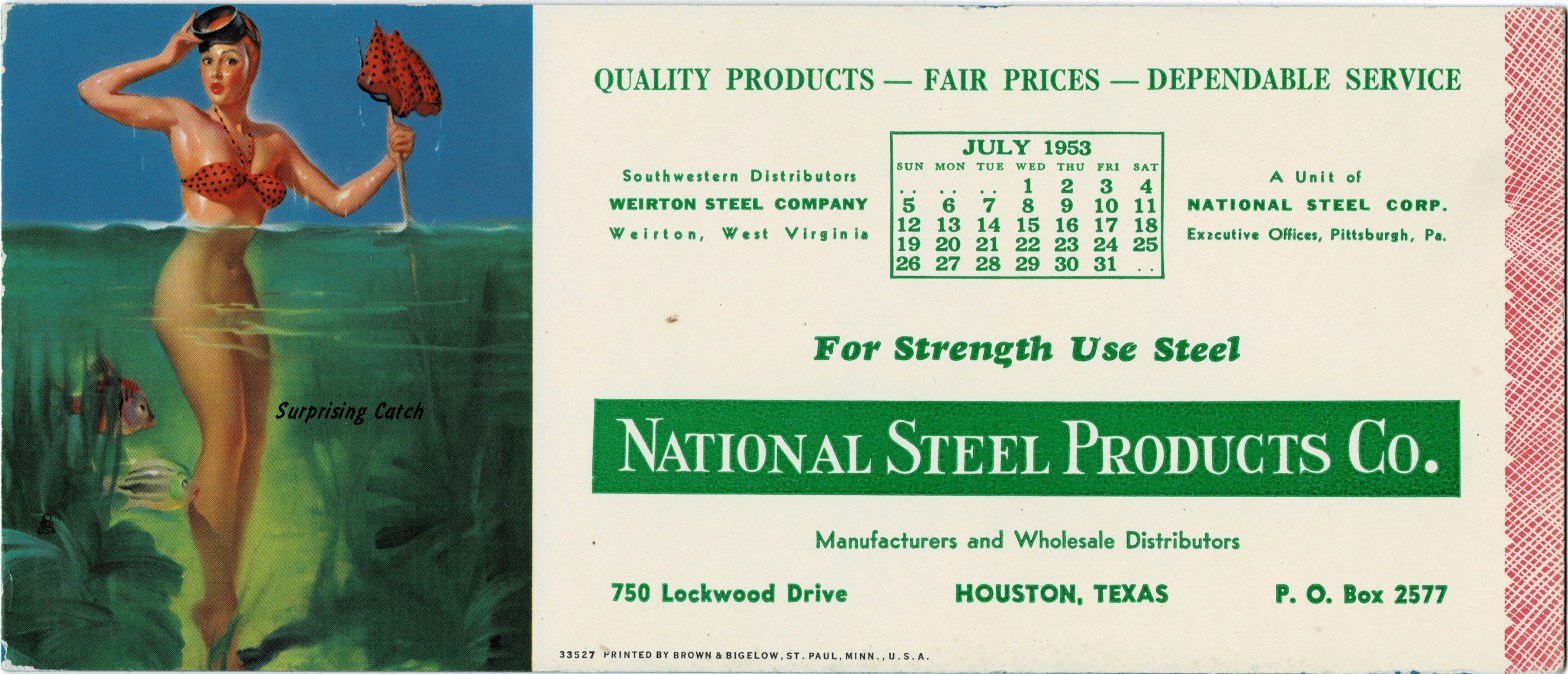 Surprising Catch
USA
QUALITY PRODUCTS — FAIR PRICES — DEPENDABLE SERVICE
Southwestern Distributors
WEIRTON STEEL COMPANY
Weirton, West Virginia
JULY 1953
SUN MON TUE WED THU FRI SAT
.. .. .. 1 2 3 4
5 6 7 8 9 10 11
12 13 14 15 16 17 18
19 20 21 22 23 24 25
26 27 28 29 30 31 ..
A Unit of
NATIONAL STEEL CORP.
Executive Offices, Pittsburgh, Pa.
For Strength Use Steel
NATIONAL STEEL PRODUCTS CO.
Manufacturers and Wholesale Distributors
750 Lockwood Drive HOUSTON, TEXAS P. O. Box 2577
33527 PRINTED BY BROWN & BIGELOW, ST. PAUL, MINN., U. S. A.